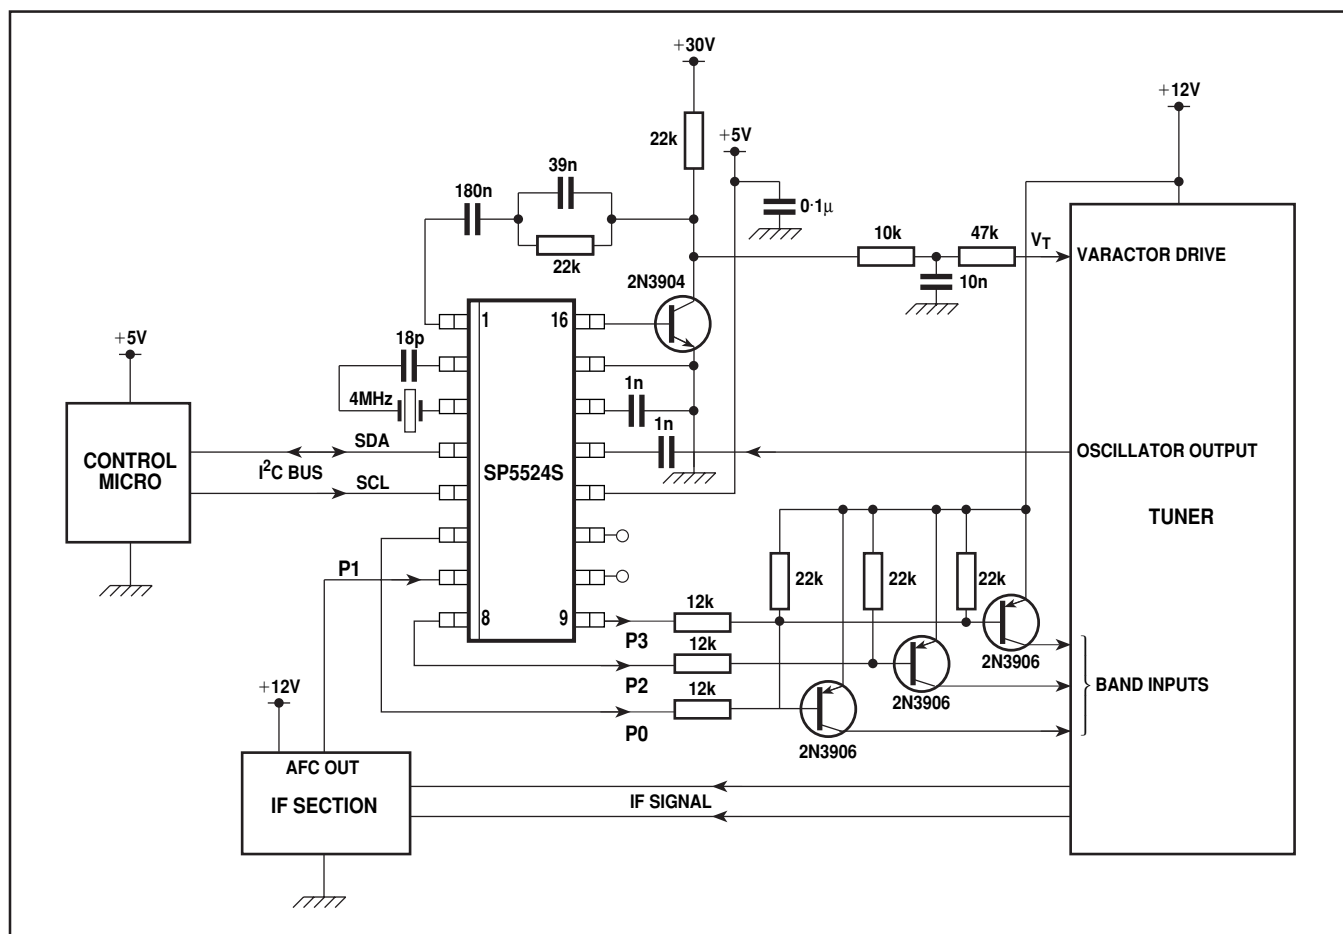 +30V
+12V
22k
+5V
39n
180n
0·1µ
22k
10k
47k
V_T
VARACTOR DRIVE
10n
2N3904
1
16
18p
+5V
4MHz
1n
1n
CONTROL
MICRO
SDA
I²C BUS
SCL
SP5524S
OSCILLATOR OUTPUT
TUNER
P1
22k
22k
22k
8
9
12k
P3
12k
P2
12k
P0
2N3906
2N3906
2N3906
BAND INPUTS
+12V
AFC OUT
IF SECTION
IF SIGNAL